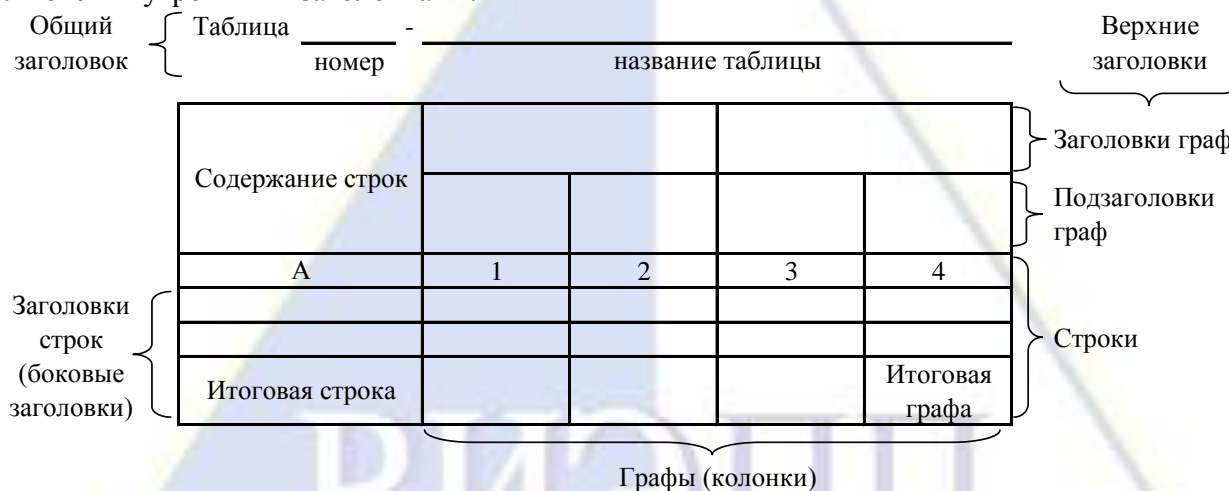 Общий заголовок
Таблица -
номер
название таблицы
Верхние заголовки
Заголовки граф
Содержание строк
Подзаголовки граф
А 1 2 3 4
Заголовки строк (боковые заголовки)
Строки
Итоговая строка
Итоговая графа
Графы (колонки)